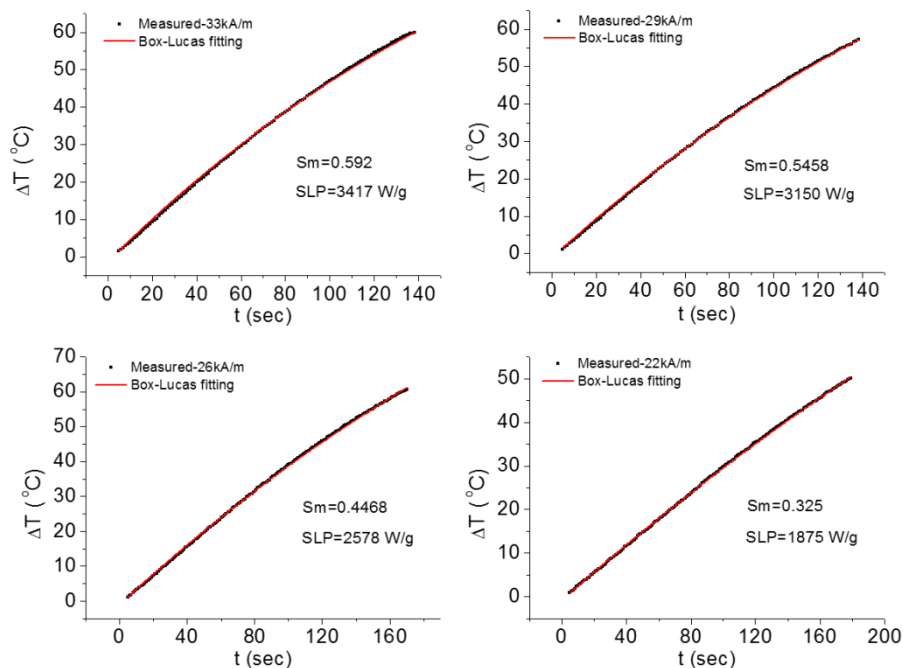 Measured-33kA/m
Box-Lucas fitting
60
50
40
30
20
10
0
ΔT ( °C)
Sm=0.592
SLP=3417 W/g
0 20 40 60 80 100 120 140
t (sec)
Measured-29kA/m
Box-Lucas fitting
60
50
40
30
20
10
0
ΔT ( °C)
Sm=0.5458
SLP=3150 W/g
0 20 40 60 80 100 120 140
t (sec)
Measured-26kA/m
Box-Lucas fitting
70
60
50
40
30
20
10
0
ΔT ( °C)
Sm=0.4468
SLP=2578 W/g
0 40 80 120 160
t (sec)
Measured-22kA/m
Box-Lucas fitting
50
40
30
20
10
0
ΔT ( °C)
Sm=0.325
SLP=1875 W/g
0 40 80 120 160 200
t (sec)